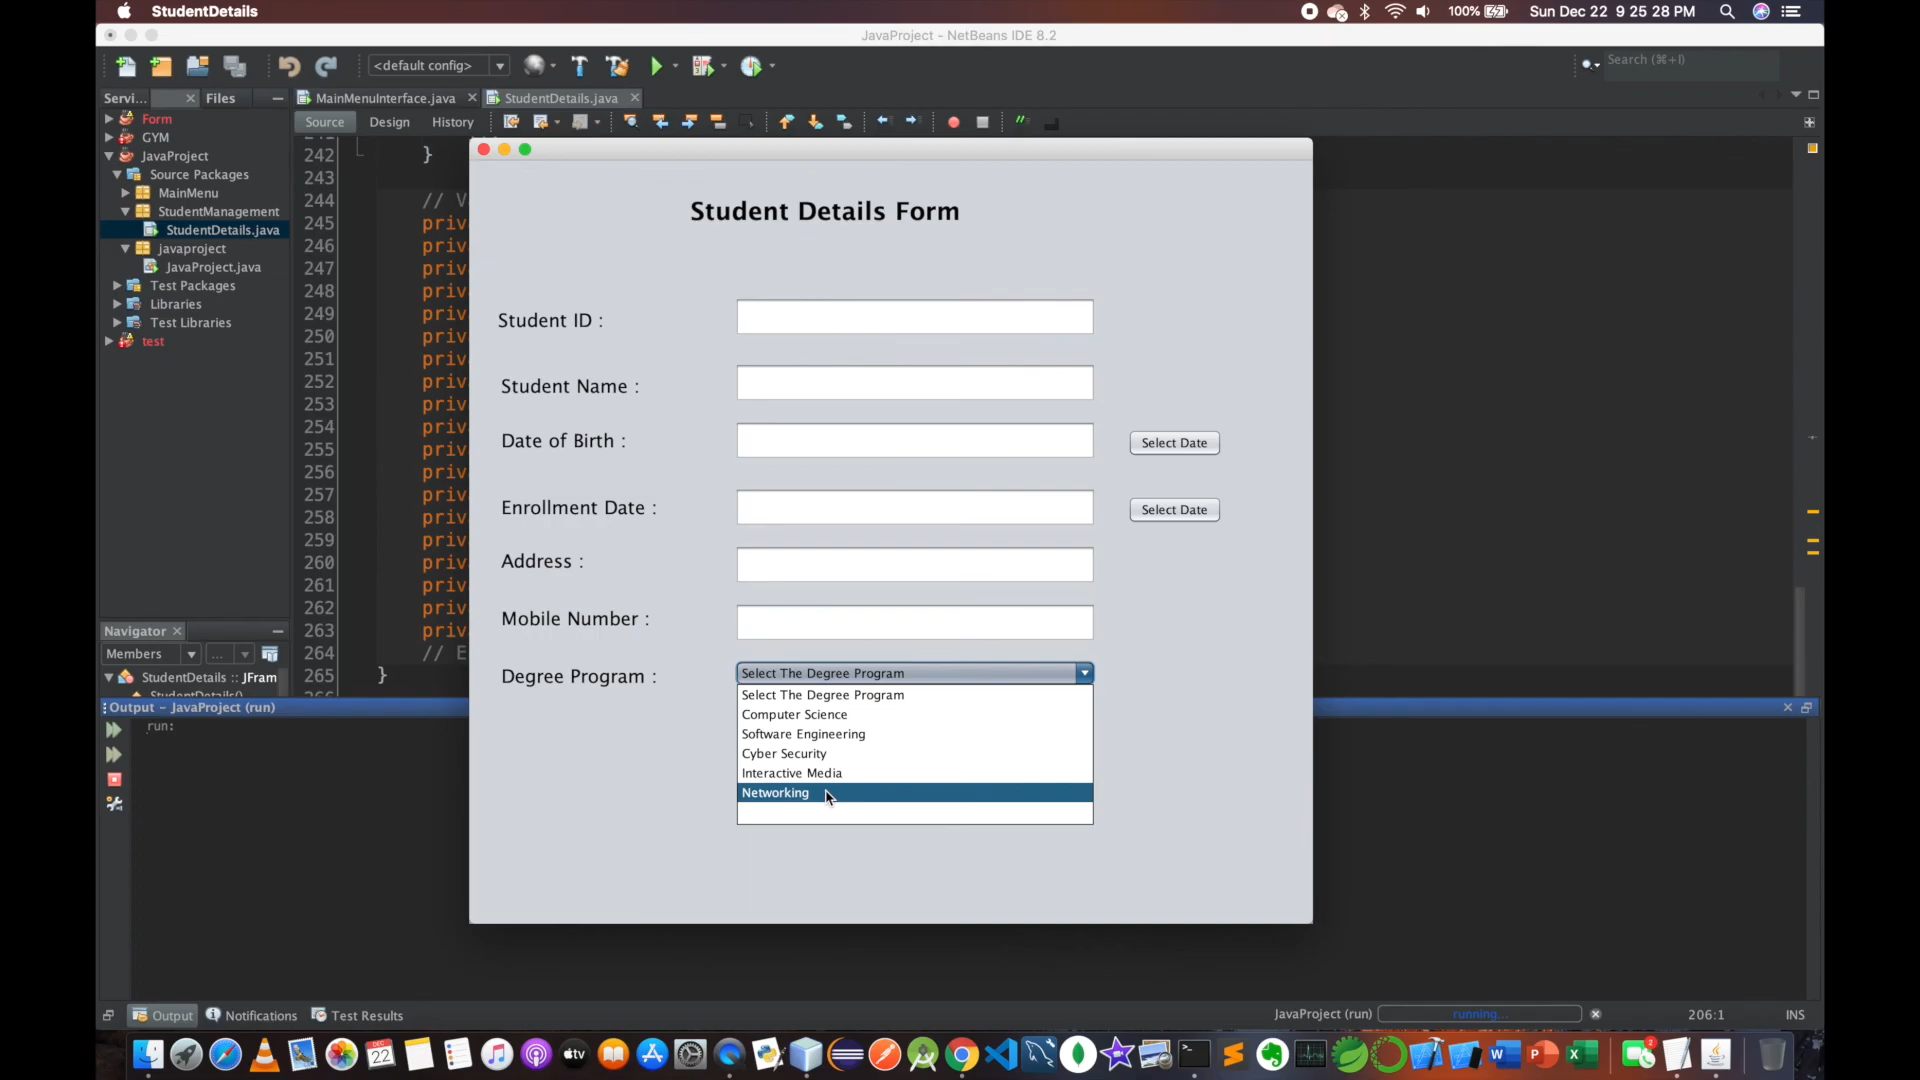 StudentDetails
100%
Sun Dec 22 9 25 28 PM
JavaProject - NetBeans IDE 8.2
<default config>
Search (⌘+I)
Servi...
Files
MainMenuInterface.java
StudentDetails.java
Source
Design
History
Form
GYM
JavaProject
Source Packages
MainMenu
StudentManagement
StudentDetails.java
javaproject
JavaProject.java
Test Packages
Libraries
Test Libraries
test
242 }
243
244 // V
245 priv
246 priv
247 priv
248 priv
249 priv
250 priv
251 priv
252 priv
253 priv
254 priv
255 priv
256 priv
257 priv
258 priv
259 priv
260 priv
261 priv
262 priv
263 priv
264 // E
265 }
266
Student Details Form
Student ID :
Student Name :
Date of Birth :
Select Date
Enrollment Date :
Select Date
Address :
Mobile Number :
Degree Program :
Select The Degree Program
Select The Degree Program
Computer Science
Software Engineering
Cyber Security
Interactive Media
Networking
Navigator
Members
...
StudentDetails :: JFram
StudentDetails()
Output - JavaProject (run)
run:
Output
Notifications
Test Results
JavaProject (run)
running...
206:1
INS
DEC
22
tv
W
P
X
2